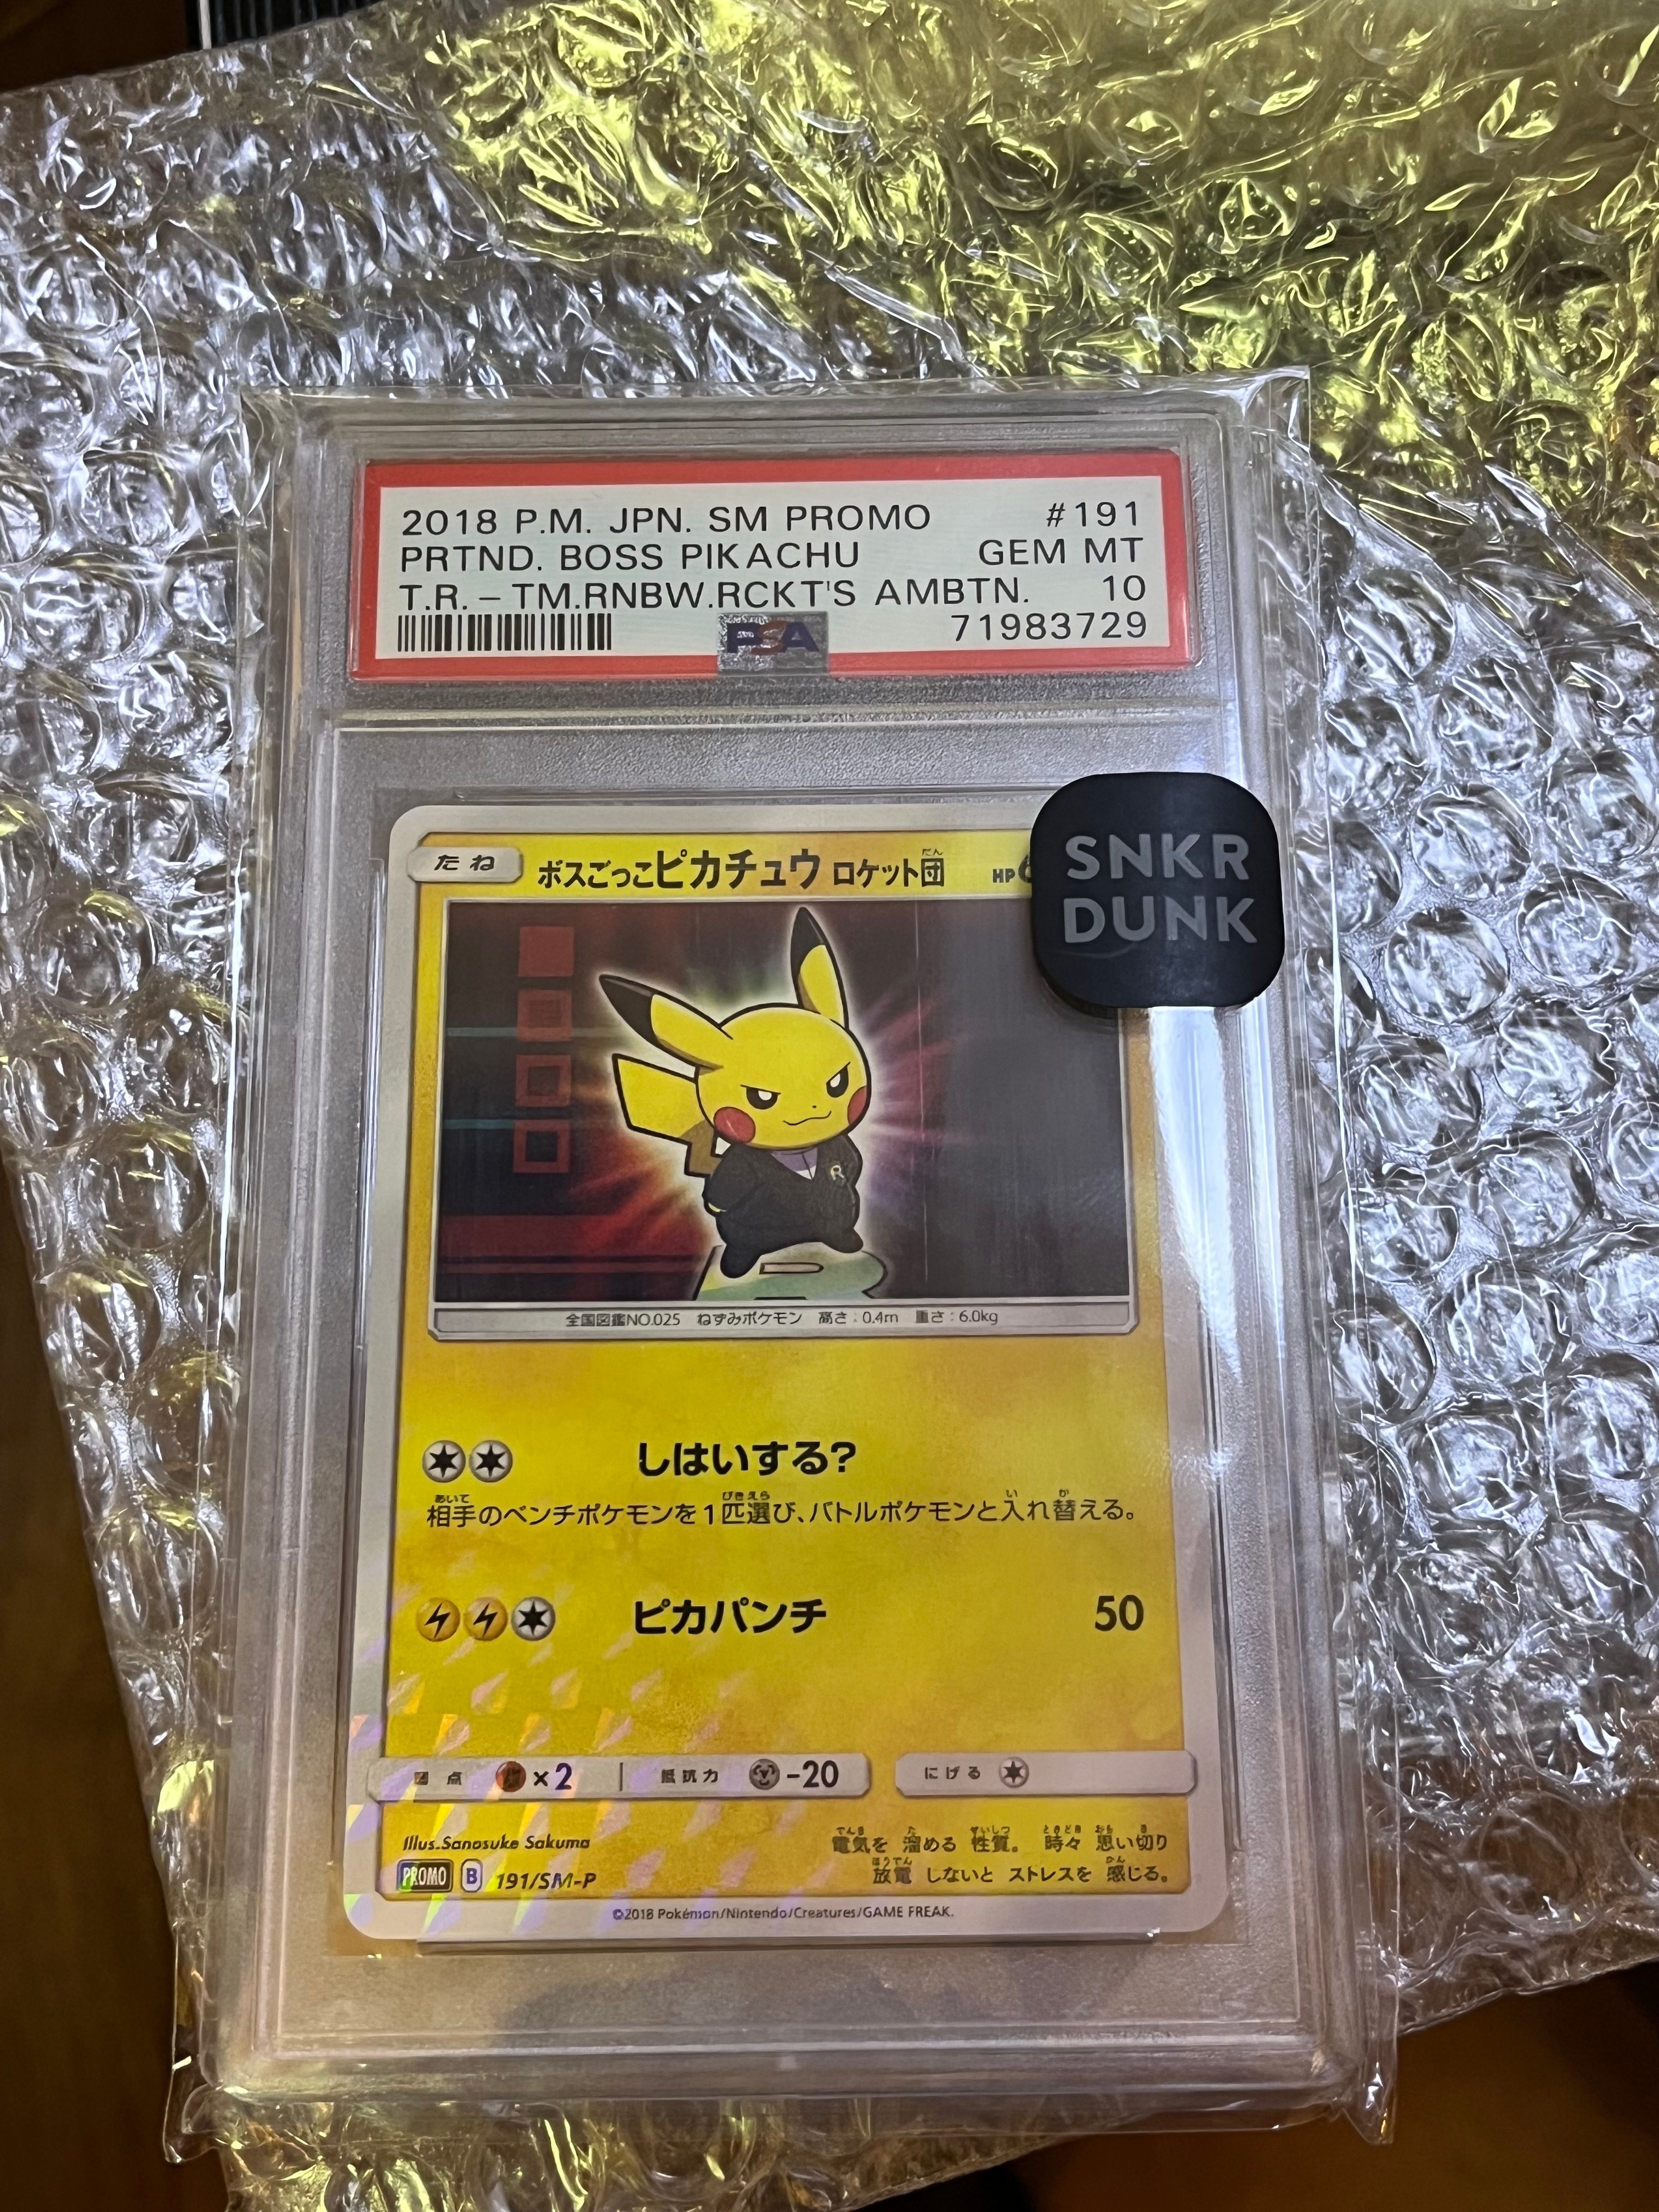 2018 P.M. JPN. SM PROMO #191
PRTND. BOSS PIKACHU GEM MT
T.R. – TM.RNBW.RCKT'S AMBTN. 10
PSA 71983729
SNKR
DUNK
たね ボスごっこピカチュウ ロケット団 HP
R
全国図鑑NO.025 ねずみポケモン 高さ:0.4m 重さ:6.0kg
しはいする?
相手のベンチポケモンを1匹選び、バトルポケモンと入れ替える。
ピカパンチ 50
弱点 ×2 抵抗力 -20 にげる
Illus.Sanosuke Sakuma
PROMO B 191/SM-P
電気を 溜める 性質。 時々 思い切り
放電 しないと ストレスを 感じる。
©2018 Pokémon/Nintendo/Creatures/GAME FREAK.